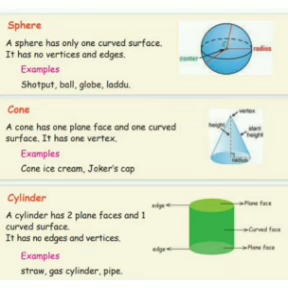 Sphere
A sphere has only one curved surface.
It has no vertices and edges.
Examples
Shotput, ball, globe, laddu.
center
radius
Cone
A cone has one plane face and one curved
surface. It has one vertex.
Examples
Cone ice cream, Joker's cap
vertex
height
slant
height
radius
Cylinder
A cylinder has 2 plane faces and 1
curved surface.
It has no edges and vertices.
Examples
straw, gas cylinder, pipe.
edge
Plane face
Curved face
edge
Plane face